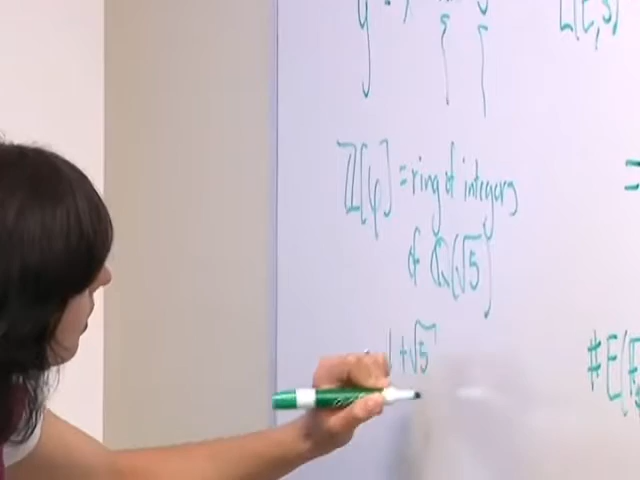 L(E,s)
ℤ[φ] = ring of integers
of ℚ(√5)
=
1+√5
#E(𝔽